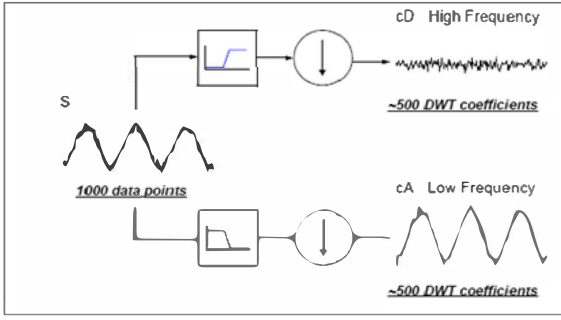 cD High Frequency
~500 DWT coefficients
S
1000 data points
cA Low Frequency
~500 DWT coefficients